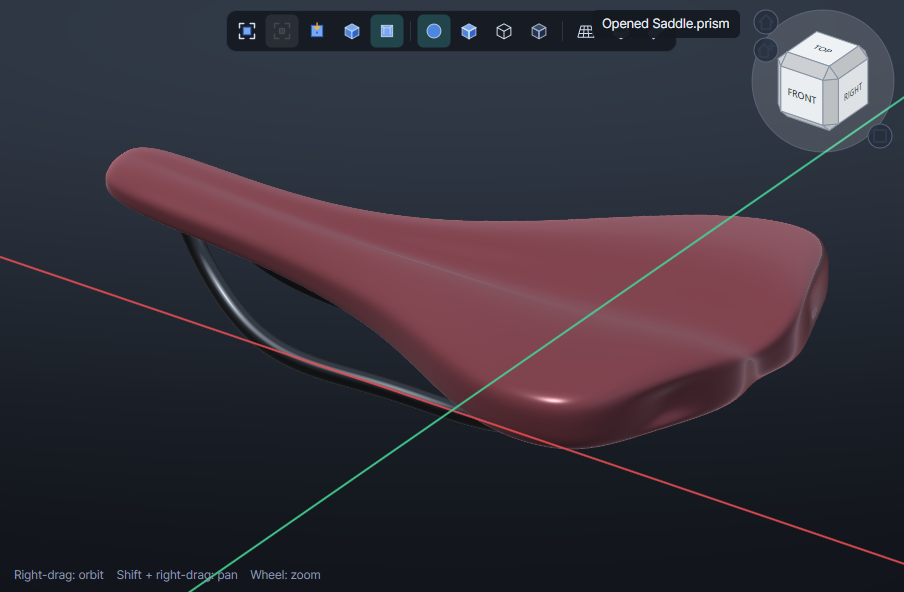 Opened Saddle.prism
TOP
FRONT
RIGHT
Right-drag: orbit Shift + right-drag: pan Wheel: zoom